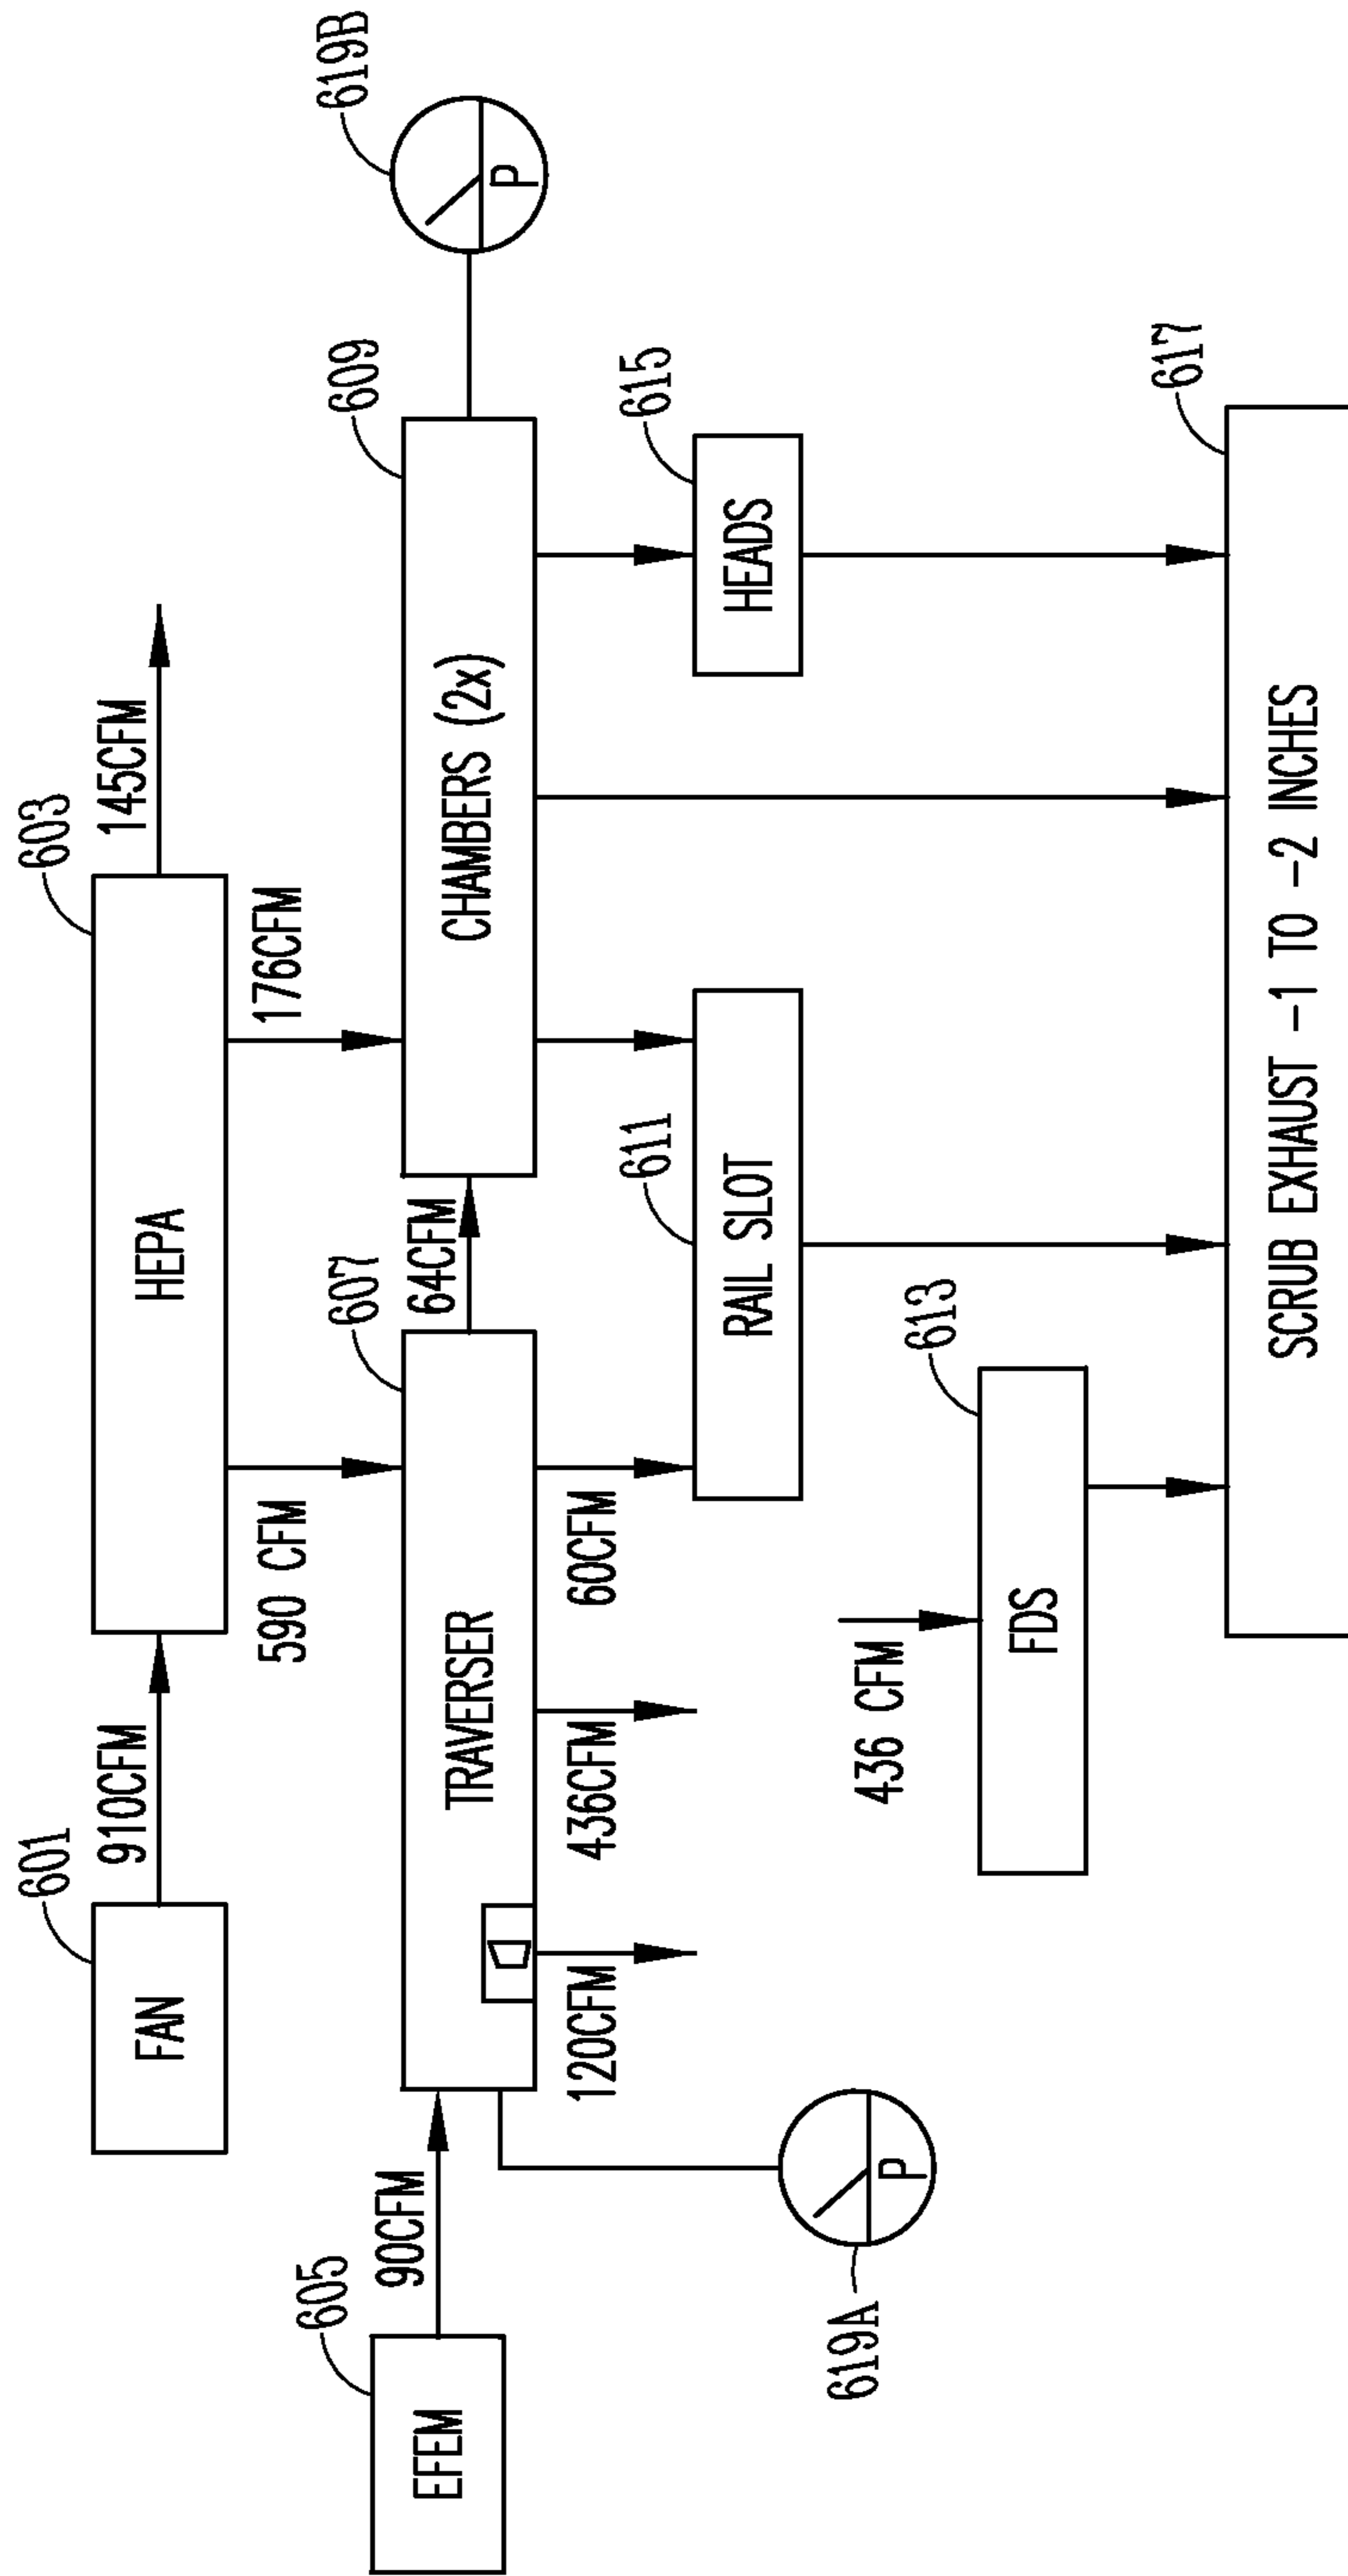 601
FAN
910CFM
603
HEPA
145CFM
590 CFM
176CFM
605
EFEM
90CFM
607
TRAVERSER
64CFM
609
CHAMBERS (2x)
619B
P
120CFM
436CFM
60CFM
611
RAIL SLOT
615
HEADS
619A
P
436 CFM
613
FDS
617
SCRUB EXHAUST -1 TO -2 INCHES